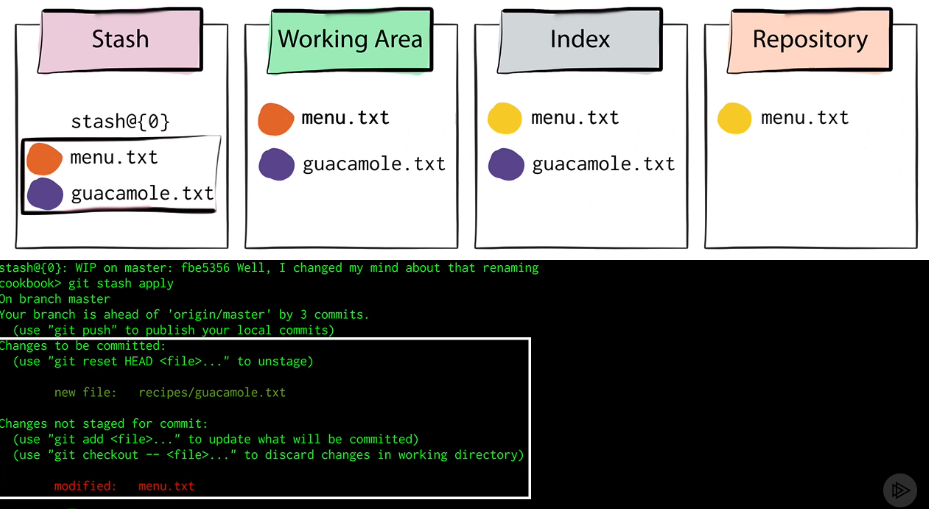 Stash
Working Area
Index
Repository
stash@{0}
menu.txt
guacamole.txt
menu.txt
guacamole.txt
menu.txt
guacamole.txt
menu.txt
stash@{0}: WIP on master: fbe5356 Well, I changed my mind about that renaming
cookbook> git stash apply
On branch master
Your branch is ahead of 'origin/master' by 3 commits.
(use "git push" to publish your local commits)
Changes to be committed:
(use "git reset HEAD <file>..." to unstage)
new file: recipes/guacamole.txt
Changes not staged for commit:
(use "git add <file>..." to update what will be committed)
(use "git checkout -- <file>..." to discard changes in working directory)
modified: menu.txt